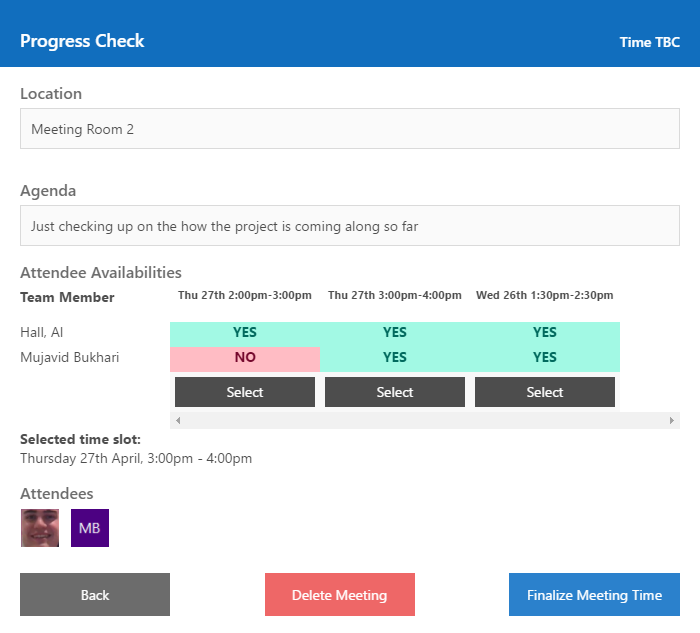 Progress Check
Time TBC
Location
Meeting Room 2
Agenda
Just checking up on the how the project is coming along so far
Attendee Availabilities
Team Member Thu 27th 2:00pm-3:00pm Thu 27th 3:00pm-4:00pm Wed 26th 1:30pm-2:30pm
Hall, Al YES YES YES
Mujavid Bukhari NO YES YES
Select Select Select
Selected time slot:
Thursday 27th April, 3:00pm - 4:00pm
Attendees
MB
Back Delete Meeting Finalize Meeting Time